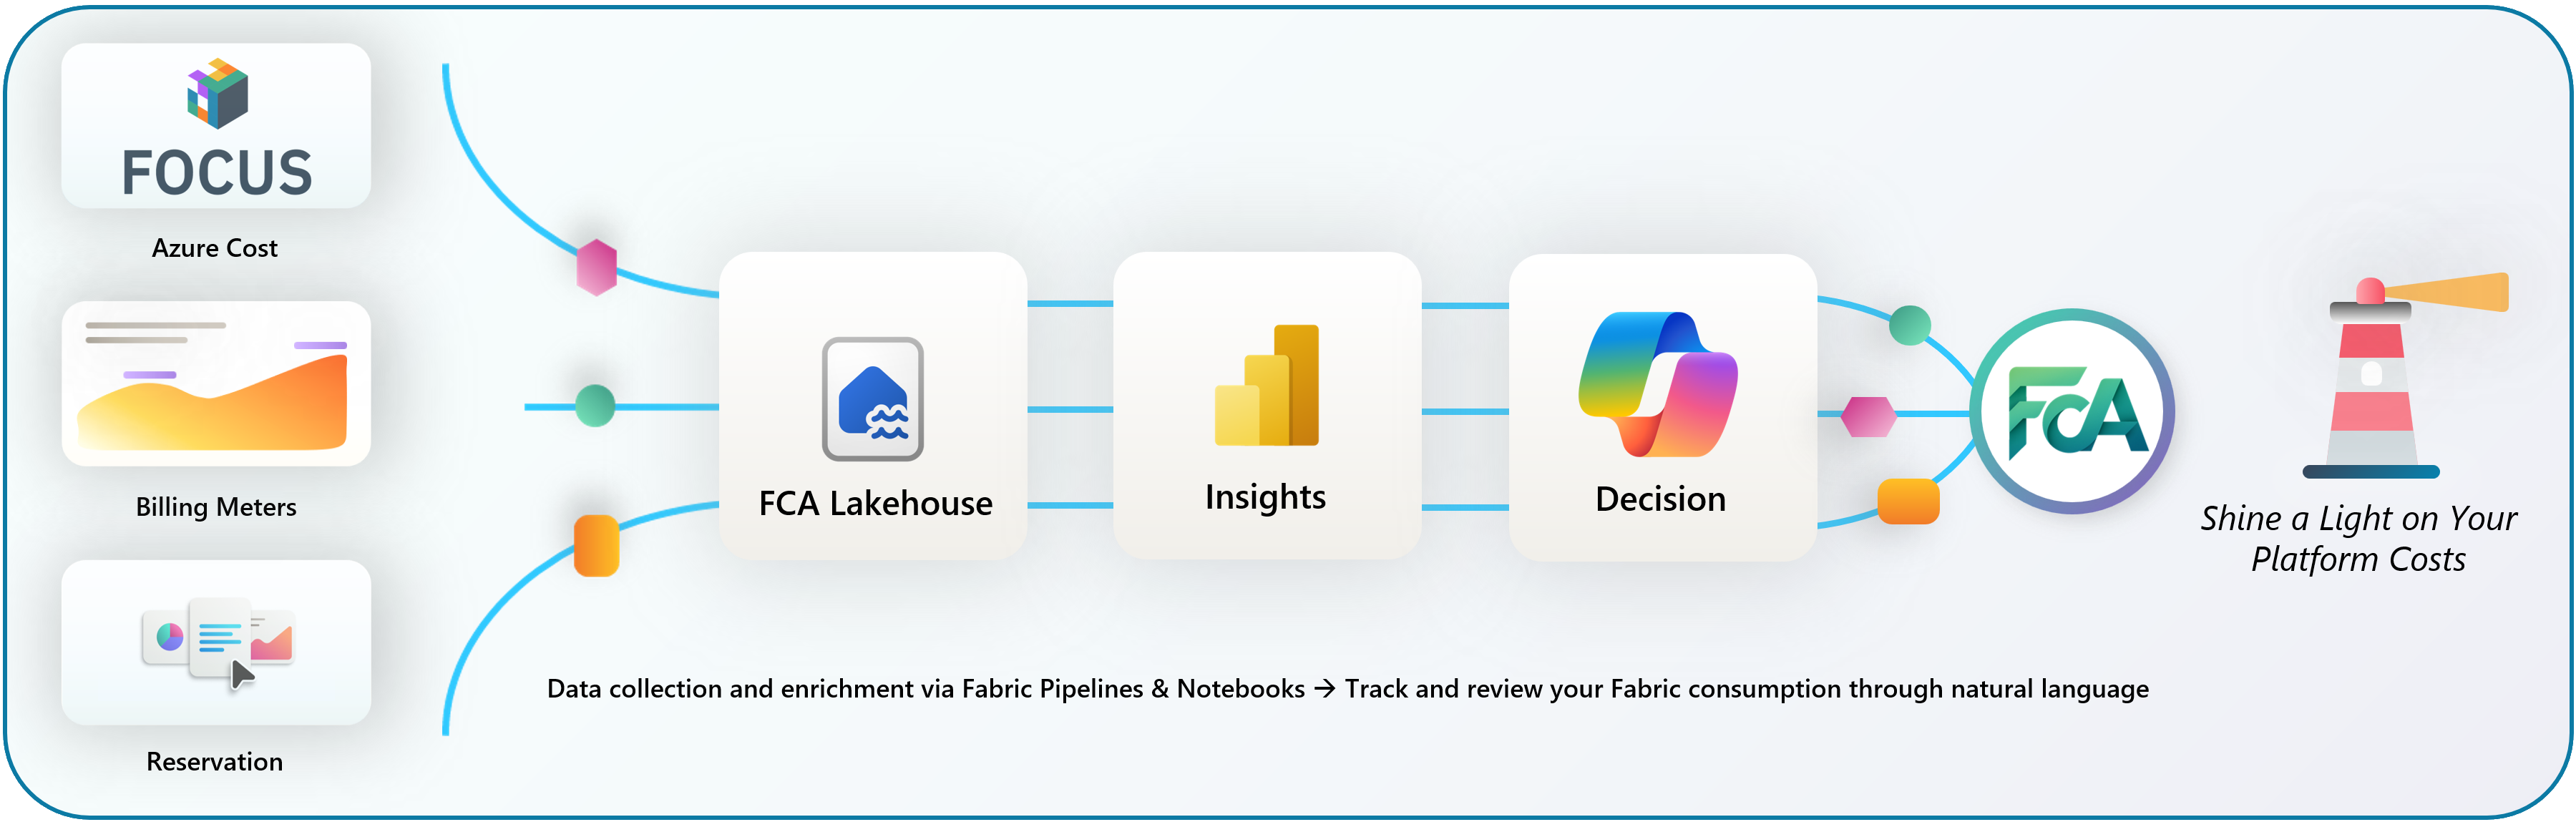 FOCUS
Azure Cost
Billing Meters
Reservation
FCA Lakehouse
Insights
Decision
FCA
Shine a Light on Your
Platform Costs
Data collection and enrichment via Fabric Pipelines & Notebooks → Track and review your Fabric consumption through natural language